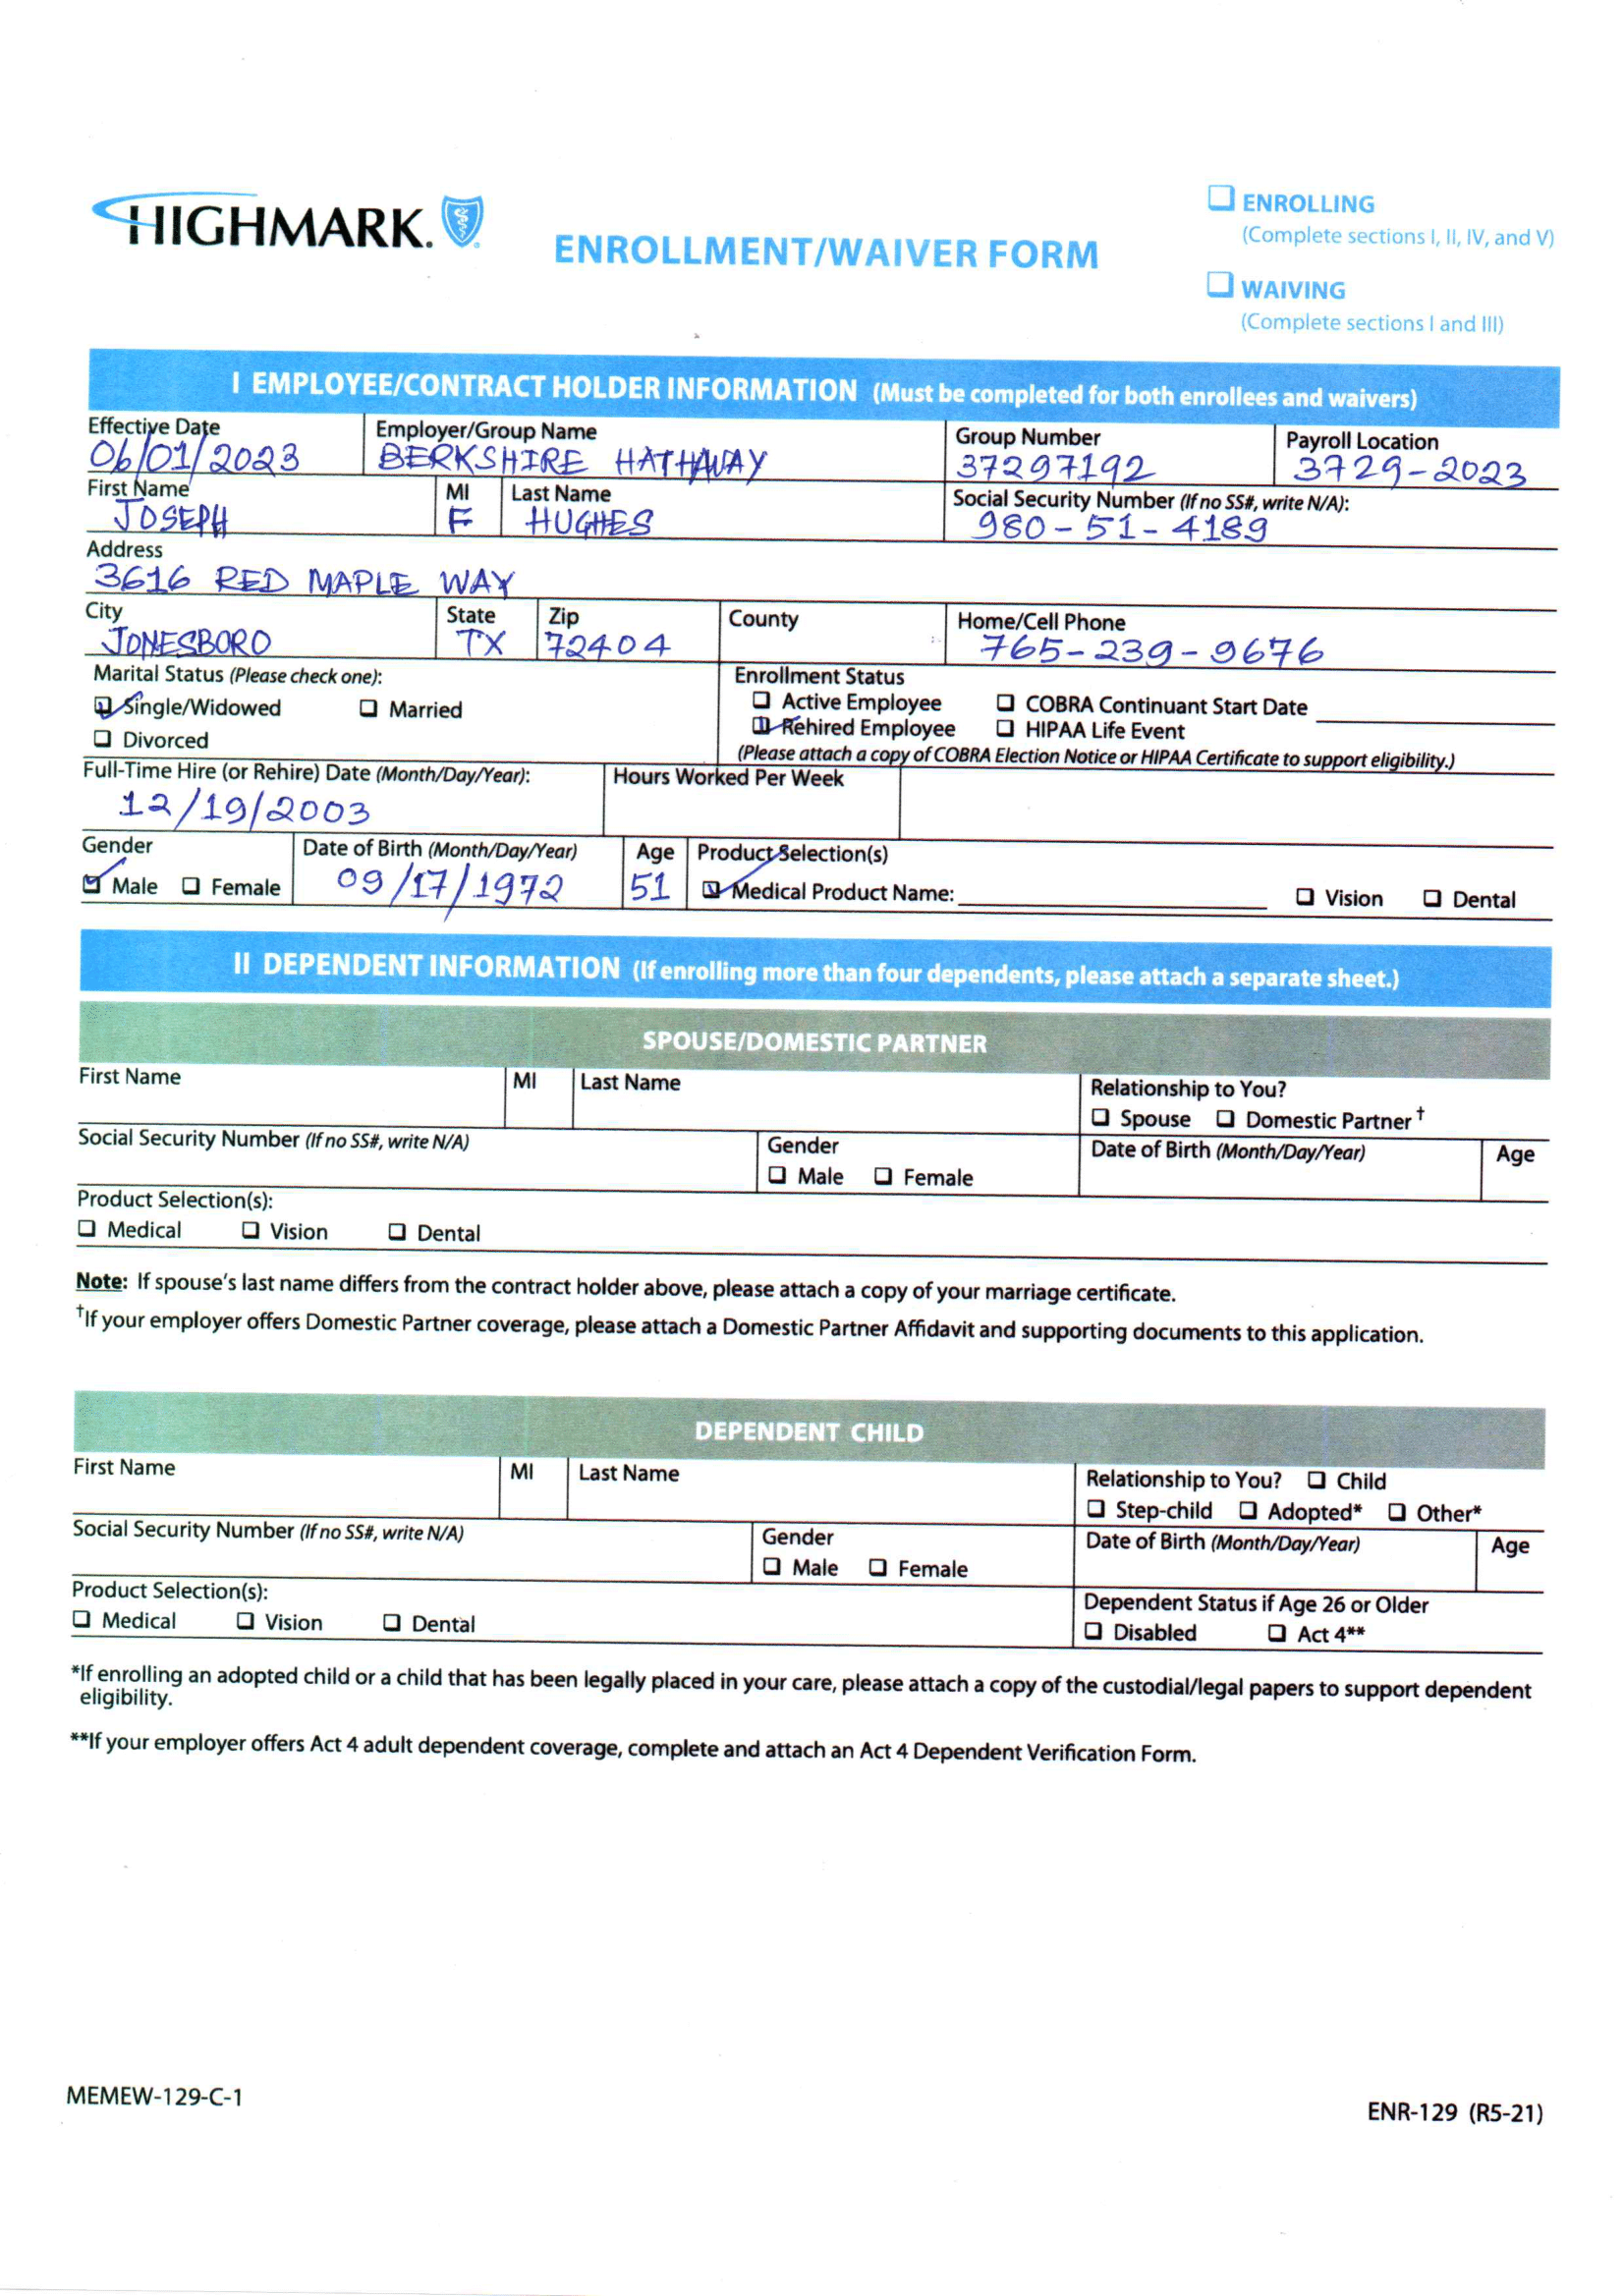 HIGHMARK.
ENROLLMENT/WAIVER FORM
ENROLLING
(Complete sections I, II, IV, and V)
WAIVING
(Complete sections I and III)
I EMPLOYEE/CONTRACT HOLDER INFORMATION (Must be completed for both enrollees and waivers)
Effective Date Employer/Group Name Group Number Payroll Location
06/01/2023 BERKSHIRE HATHAWAY 37297192 3729-2023
First Name MI Last Name Social Security Number (If no SS#, write N/A):
JOSEPH F HUGHES 980-51-4189
Address
3616 RED MAPLE WAY
City State Zip County Home/Cell Phone
JONESBORO TX 72404 765-239-9676
Marital Status (Please check one): Enrollment Status
Single/Widowed Married Active Employee COBRA Continuant Start Date
Divorced Rehired Employee HIPAA Life Event
(Please attach a copy of COBRA Election Notice or HIPAA Certificate to support eligibility.)
Full-Time Hire (or Rehire) Date (Month/Day/Year): Hours Worked Per Week
12/19/2003
Gender Date of Birth (Month/Day/Year) Age Product Selection(s)
Male Female 09/17/1972 51 Medical Product Name: Vision Dental
II DEPENDENT INFORMATION (If enrolling more than four dependents, please attach a separate sheet.)
SPOUSE/DOMESTIC PARTNER
First Name MI Last Name Relationship to You?
Spouse Domestic Partner †
Social Security Number (If no SS#, write N/A) Gender Date of Birth (Month/Day/Year) Age
Male Female
Product Selection(s):
Medical Vision Dental
Note: If spouse's last name differs from the contract holder above, please attach a copy of your marriage certificate.
†If your employer offers Domestic Partner coverage, please attach a Domestic Partner Affidavit and supporting documents to this application.
DEPENDENT CHILD
First Name MI Last Name Relationship to You? Child
Step-child Adopted* Other*
Social Security Number (If no SS#, write N/A) Gender Date of Birth (Month/Day/Year) Age
Male Female
Product Selection(s): Dependent Status if Age 26 or Older
Medical Vision Dental Disabled Act 4**
*If enrolling an adopted child or a child that has been legally placed in your care, please attach a copy of the custodial/legal papers to support dependent
eligibility.
**If your employer offers Act 4 adult dependent coverage, complete and attach an Act 4 Dependent Verification Form.
MEMEW-129-C-1
ENR-129 (R5-21)